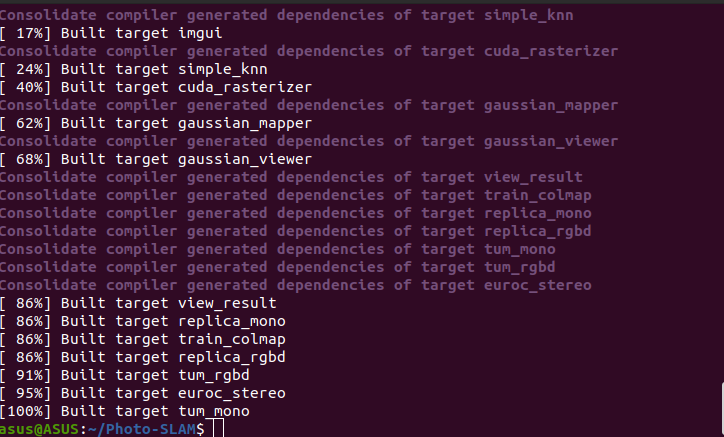 Consolidate compiler generated dependencies of target simple_knn
[ 17%] Built target imgui
Consolidate compiler generated dependencies of target cuda_rasterizer
[ 24%] Built target simple_knn
[ 40%] Built target cuda_rasterizer
Consolidate compiler generated dependencies of target gaussian_mapper
[ 62%] Built target gaussian_mapper
Consolidate compiler generated dependencies of target gaussian_viewer
[ 68%] Built target gaussian_viewer
Consolidate compiler generated dependencies of target view_result
Consolidate compiler generated dependencies of target train_colmap
Consolidate compiler generated dependencies of target replica_mono
Consolidate compiler generated dependencies of target replica_rgbd
Consolidate compiler generated dependencies of target tum_mono
Consolidate compiler generated dependencies of target tum_rgbd
Consolidate compiler generated dependencies of target euroc_stereo
[ 86%] Built target view_result
[ 86%] Built target replica_mono
[ 86%] Built target train_colmap
[ 86%] Built target replica_rgbd
[ 91%] Built target tum_rgbd
[ 95%] Built target euroc_stereo
[100%] Built target tum_mono
asus@ASUS:~/Photo-SLAM$